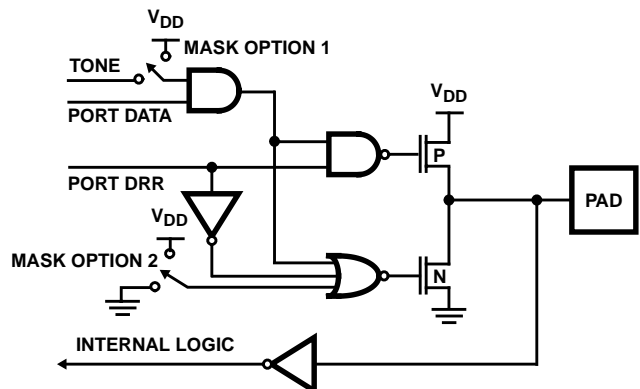 VDD
MASK OPTION 1
TONE
PORT DATA
VDD
P
PORT DRR
PAD
VDD
MASK OPTION 2
N
INTERNAL LOGIC